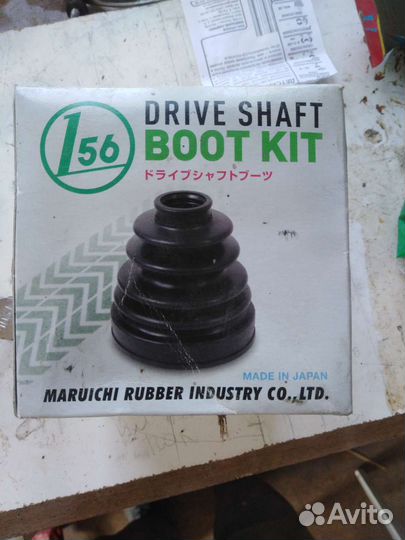 156
DRIVE SHAFT
BOOT KIT
ドライブシャフトブーツ
MADE IN JAPAN
MARUICHI RUBBER INDUSTRY CO.,LTD.
Avito